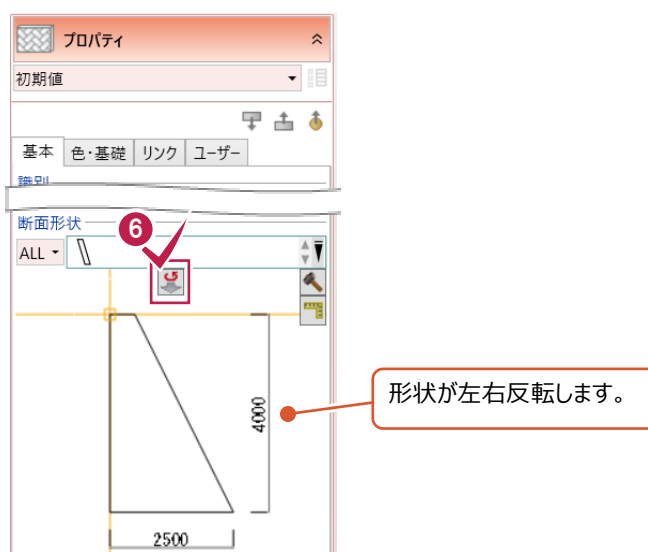 プロパティ
初期値
基本 色・基礎 リンク ユーザー
識別
断面形状
6
ALL
4000
形状が左右反転します。
2500